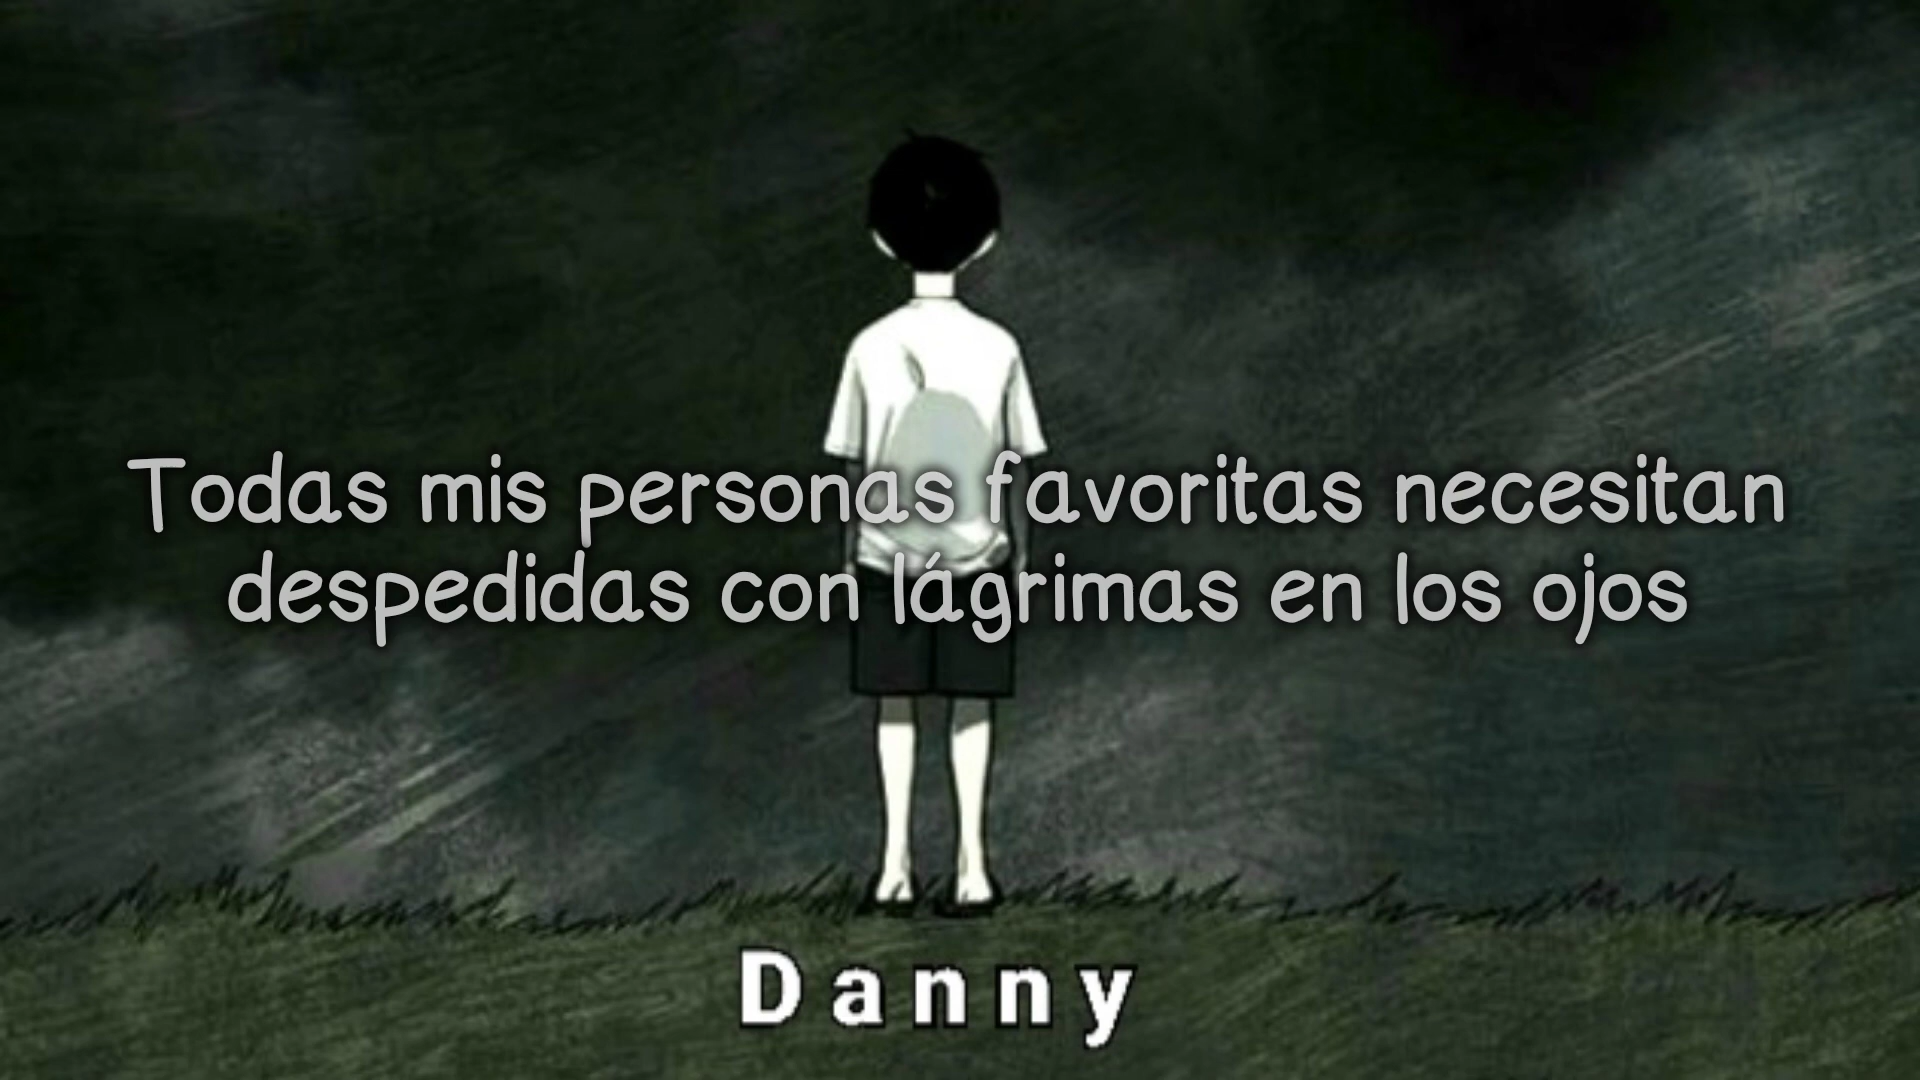 Todas mis personas favoritas necesitan
despedidas con lágrimas en los ojos
Danny